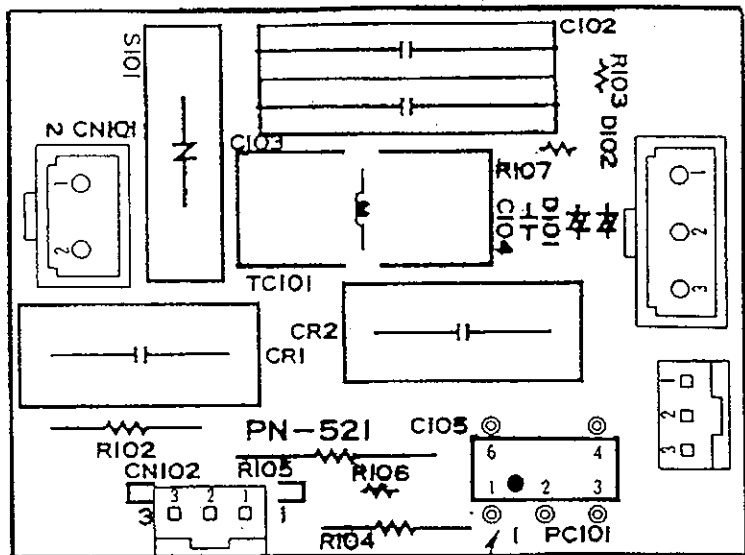 C102
S101
R103
D102
2 CN101
C103
1
2
R107
D101
C104
1
2
3
TC101
CR2
CR1
1
2
3
PN-521
C105
R102
R105
R106
CN102
6 4
1 2 3
3 2 1
3
1
R104
1 PC101